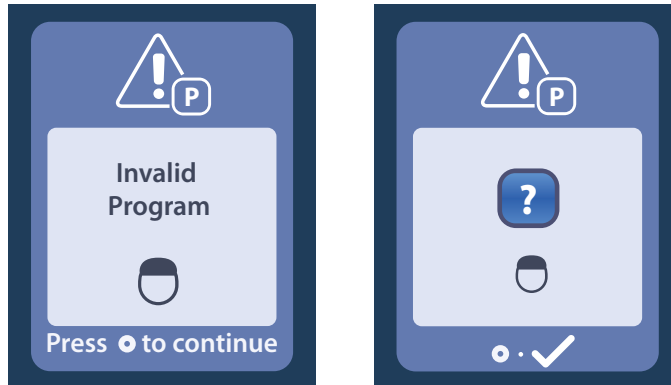 P
Invalid
Program
Press to continue
P
?